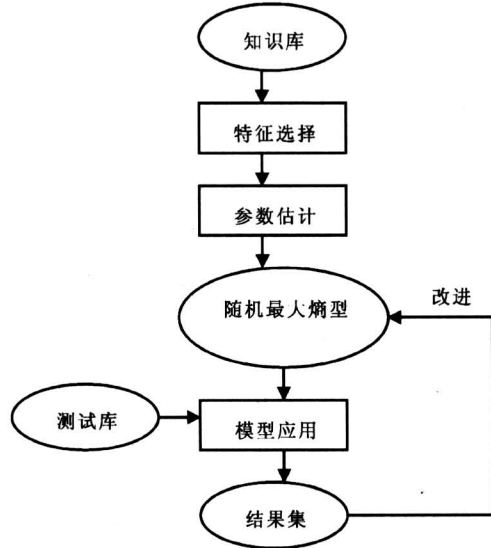 知识库
特征选择
参数估计
随机最大熵型
改进
测试库
模型应用
结果集